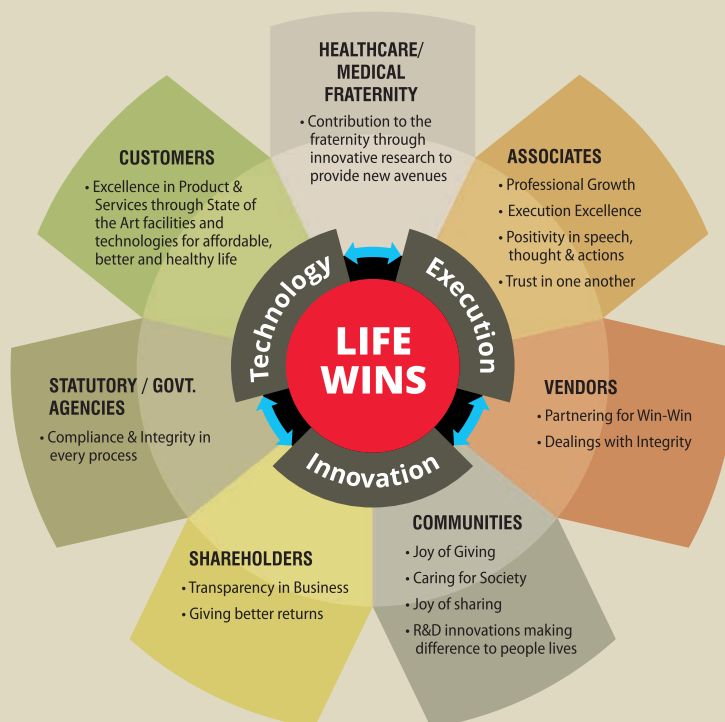 HEALTHCARE/
MEDICAL
FRATERNITY
• Contribution to the
fraternity through
innovative research to
provide new avenues
ASSOCIATES
• Professional Growth
• Execution Excellence
• Positivity in speech,
thought & actions
• Trust in one another
VENDORS
• Partnering for Win-Win
• Dealings with Integrity
COMMUNITIES
• Joy of Giving
• Caring for Society
• Joy of sharing
• R&D innovations making
difference to people lives
SHAREHOLDERS
• Transparency in Business
• Giving better returns
STATUTORY / GOVT.
AGENCIES
• Compliance & Integrity in
every process
CUSTOMERS
• Excellence in Product &
Services through State of
the Art facilities and
technologies for affordable,
better and healthy life
Technology
Execution
Innovation
LIFE
WINS